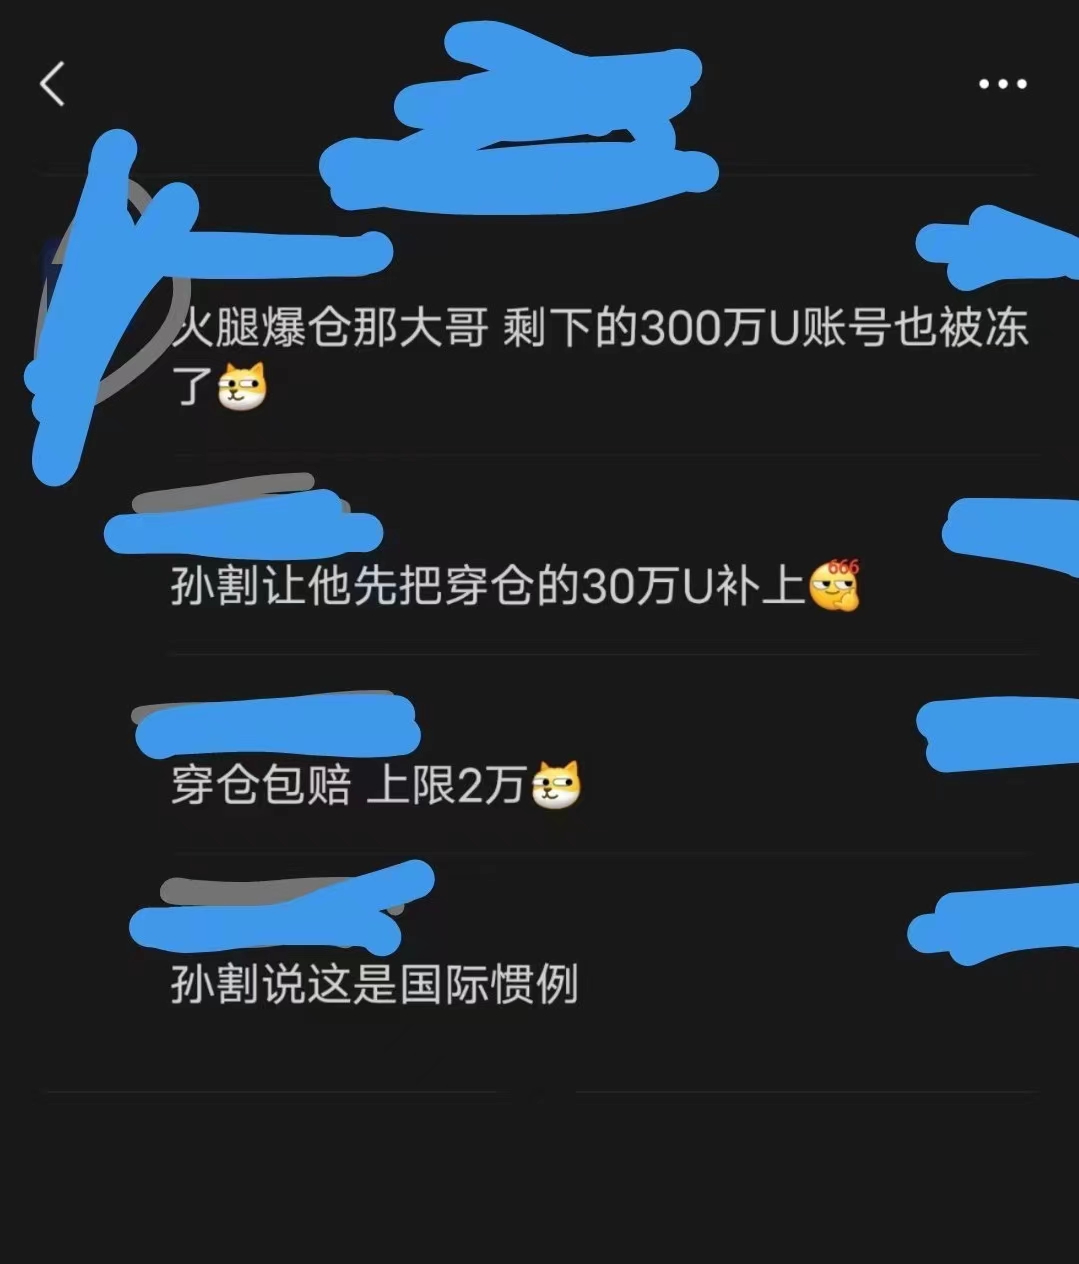 火腿爆仓那大哥 剩下的300万U账号也被冻
了
孙割让他先把穿仓的30万U补上
666
穿仓包赔 上限2万
孙割说这是国际惯例